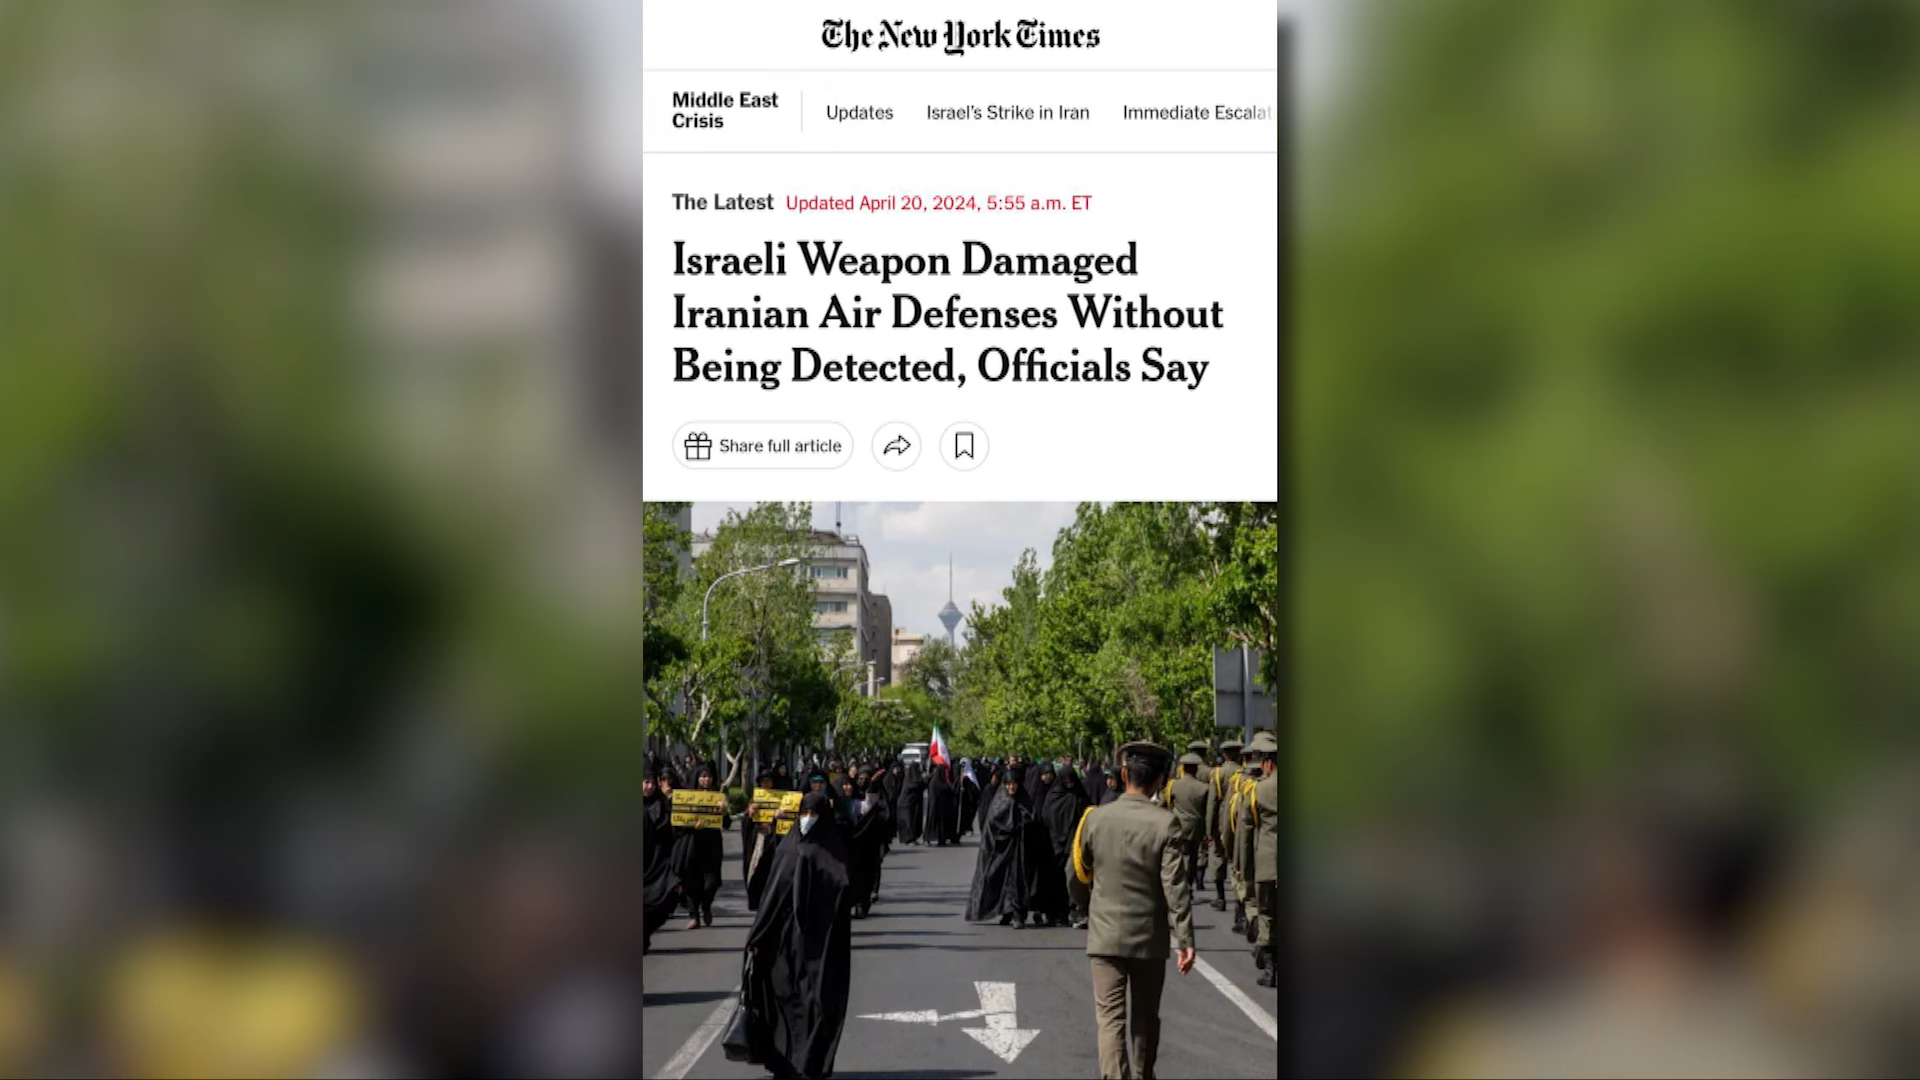 The New York Times
Middle East
Crisis
Updates
Israel's Strike in Iran
Immediate Escalat
The Latest Updated April 20, 2024, 5:55 a.m. ET
Israeli Weapon Damaged
Iranian Air Defenses Without
Being Detected, Officials Say
Share full article